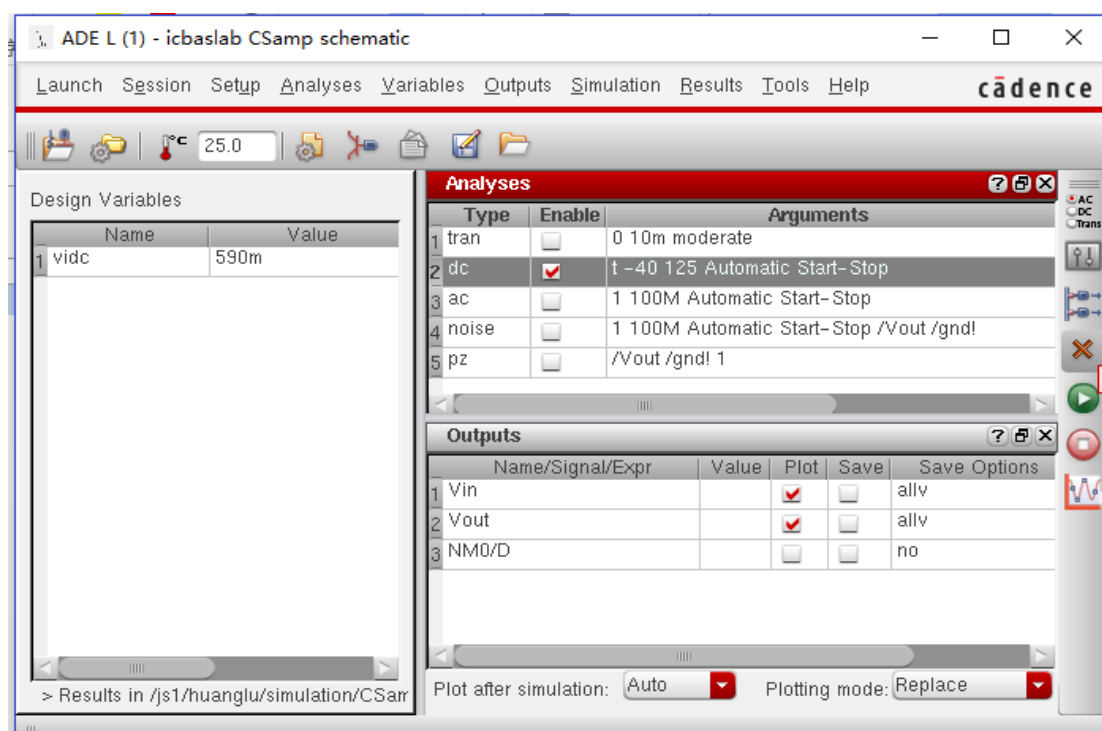 ADE L (1) - icbaslab CSamp schematic
Launch Session Setup Analyses Variables Outputs Simulation Results Tools Help cādence
°C 25.0
Design Variables
Name Value
1 vidc 590m
> Results in /js1/huanglu/simulation/CSam
Analyses
Type Enable Arguments
1 tran 0 10m moderate
2 dc t -40 125 Automatic Start-Stop
3 ac 1 100M Automatic Start-Stop
4 noise 1 100M Automatic Start-Stop /Vout /gnd!
5 pz /Vout /gnd! 1
Outputs
Name/Signal/Expr Value Plot Save Save Options
1 Vin allv
2 Vout allv
3 NM0/D no
Plot after simulation: Auto Plotting mode: Replace
AC
DC
Trans